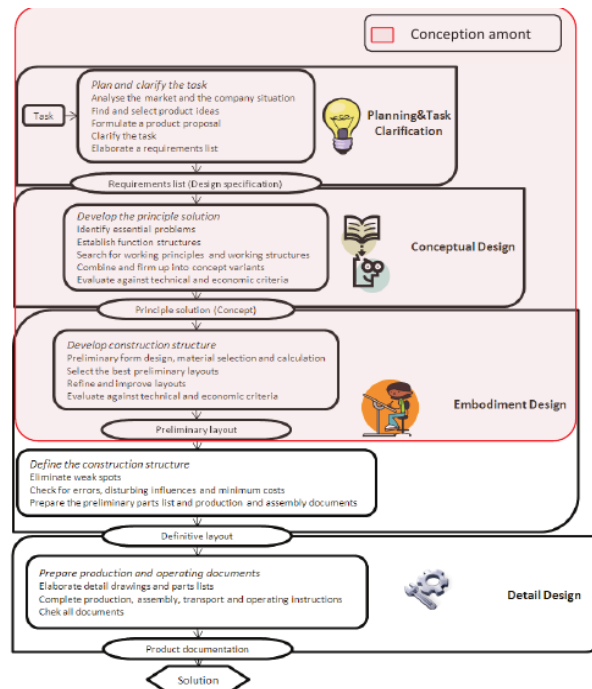 Conception amont
Plan and clarify the task
Analyse the market and the company situation
Find and select product ideas
Formulate a product proposal
Clarify the task
Elaborate a requirements list
Task
Planning&Task
Clarification
Requirements list (Design specification)
Develop the principle solution
Identify essential problems
Establish function structures
Search for working principles and working structures
Combine and firm up into concept variants
Evaluate against technical and economic criteria
Conceptual Design
Principle solution (Concept)
Develop construction structure
Preliminary form design, material selection and calculation
Select the best preliminary layouts
Refine and improve layouts
Evaluate against technical and economic criteria
Embodiment Design
Preliminary layout
Define the construction structure
Eliminate weak spots
Check for errors, disturbing influences and minimum costs
Prepare the preliminary parts list and production and assembly documents
Definitive layout
Prepare production and operating documents
Elaborate detail drawings and parts lists
Complete production, assembly, transport and operating instructions
Chek all documents
Detail Design
Product documentation
Solution